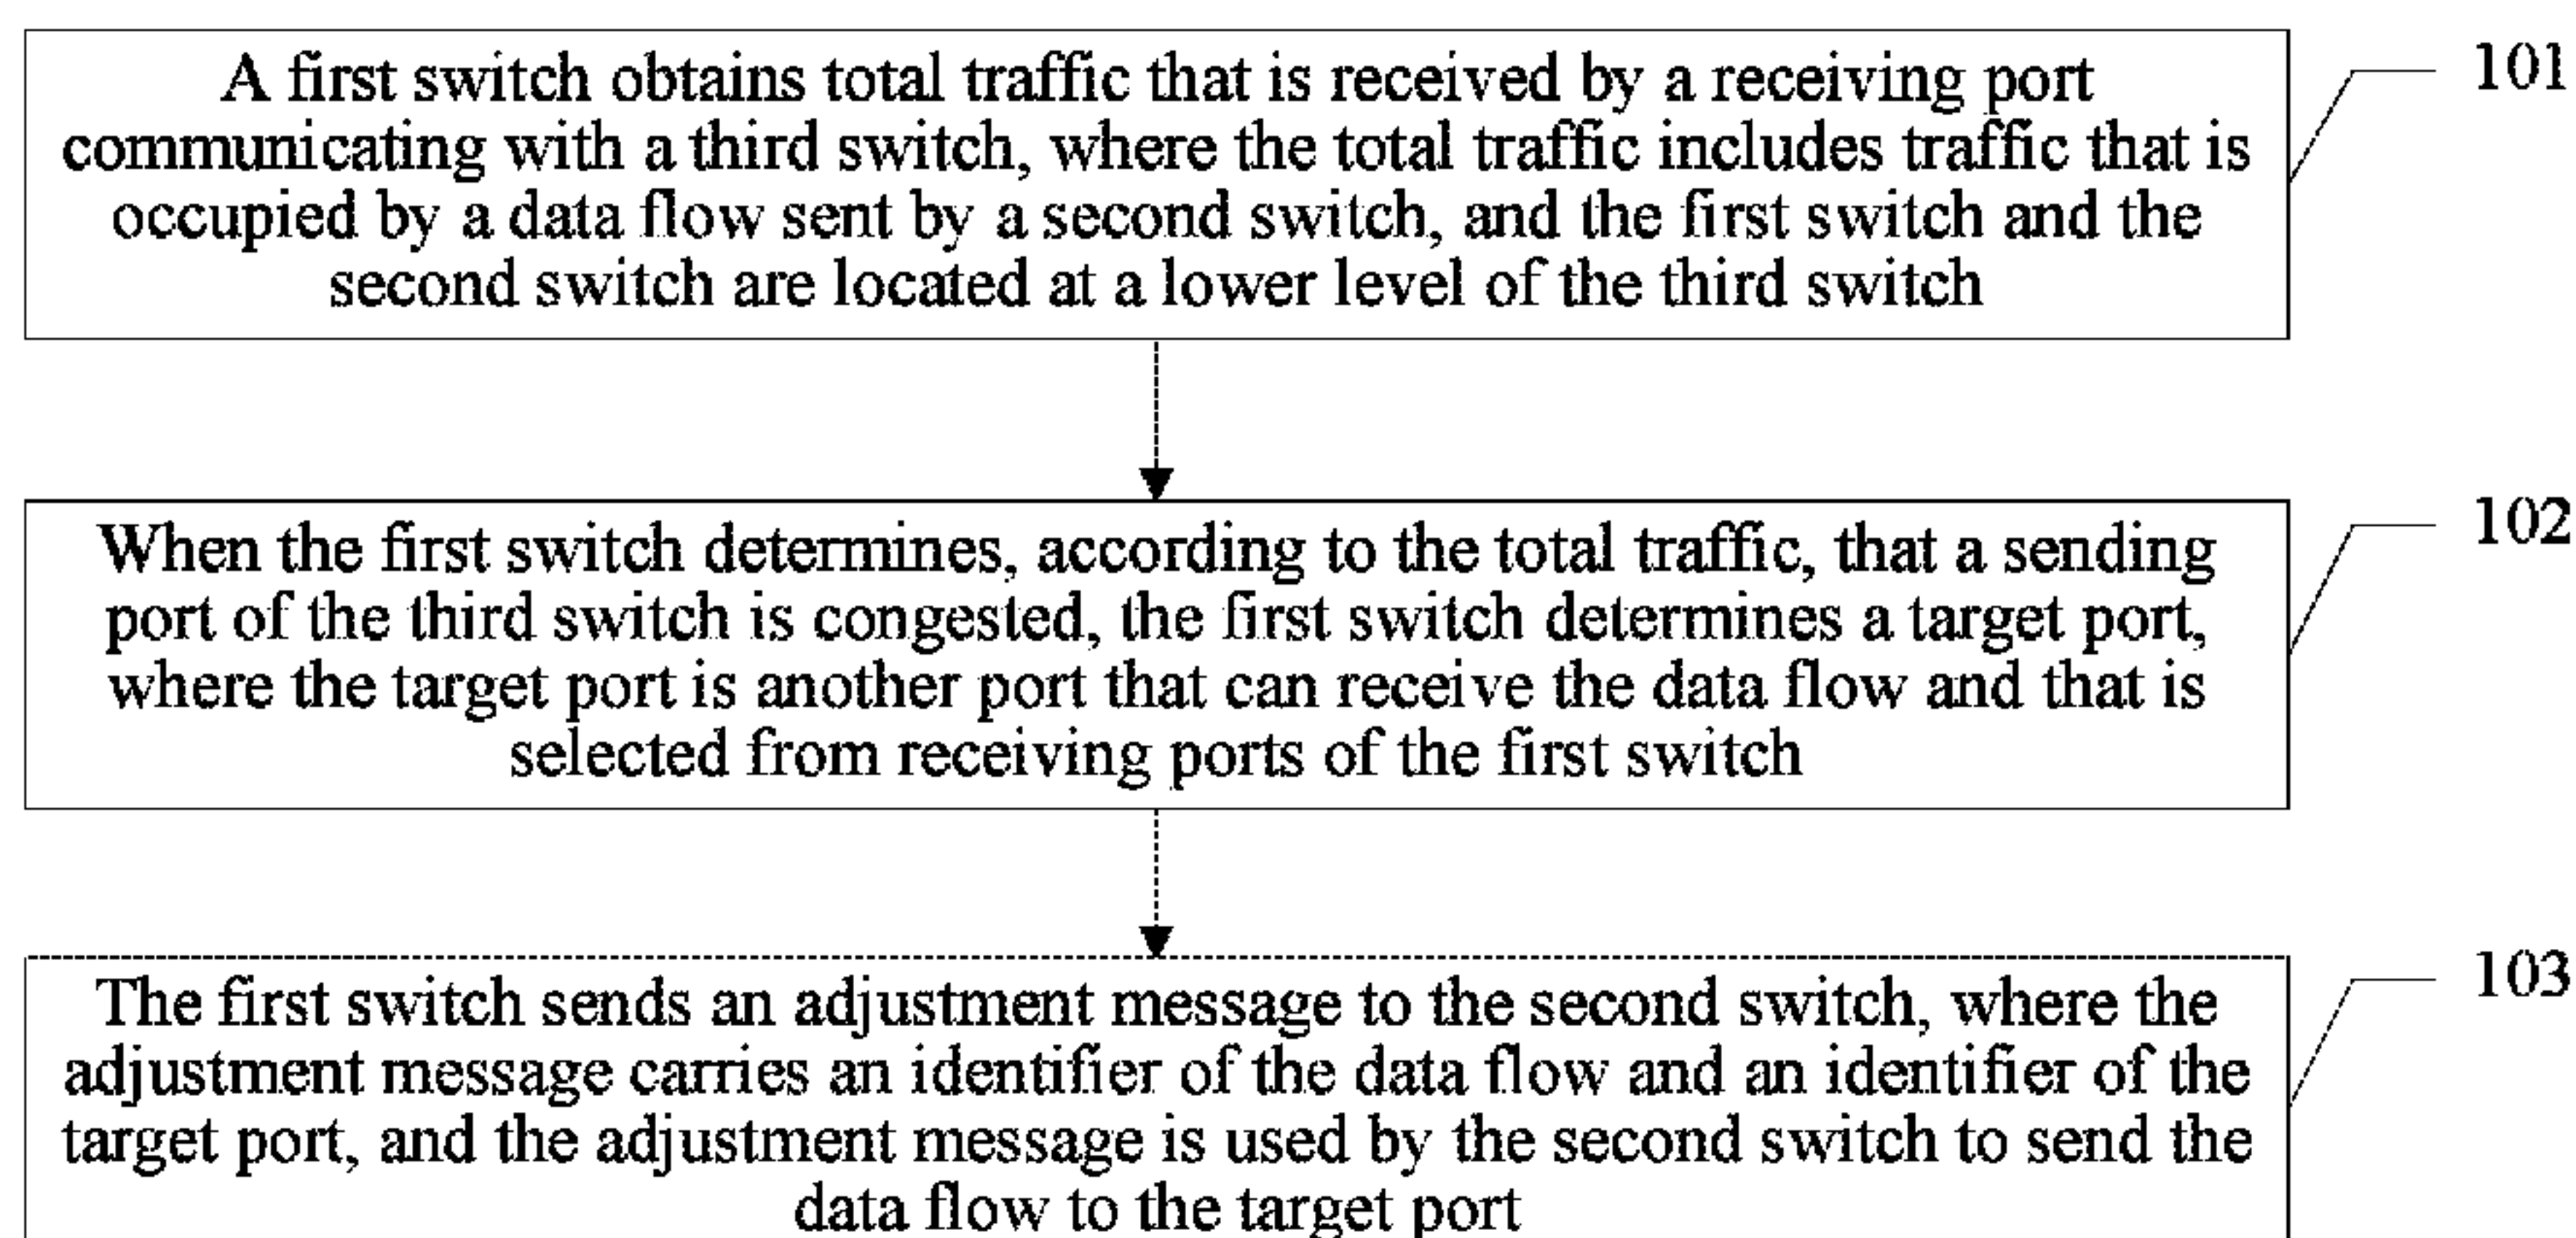 A first switch obtains total traffic that is received by a receiving port
communicating with a third switch, where the total traffic includes traffic that is
occupied by a data flow sent by a second switch, and the first switch and the
second switch are located at a lower level of the third switch
101
When the first switch determines, according to the total traffic, that a sending
port of the third switch is congested, the first switch determines a target port,
where the target port is another port that can receive the data flow and that is
selected from receiving ports of the first switch
102
The first switch sends an adjustment message to the second switch, where the
adjustment message carries an identifier of the data flow and an identifier of the
target port, and the adjustment message is used by the second switch to send the
data flow to the target port
103